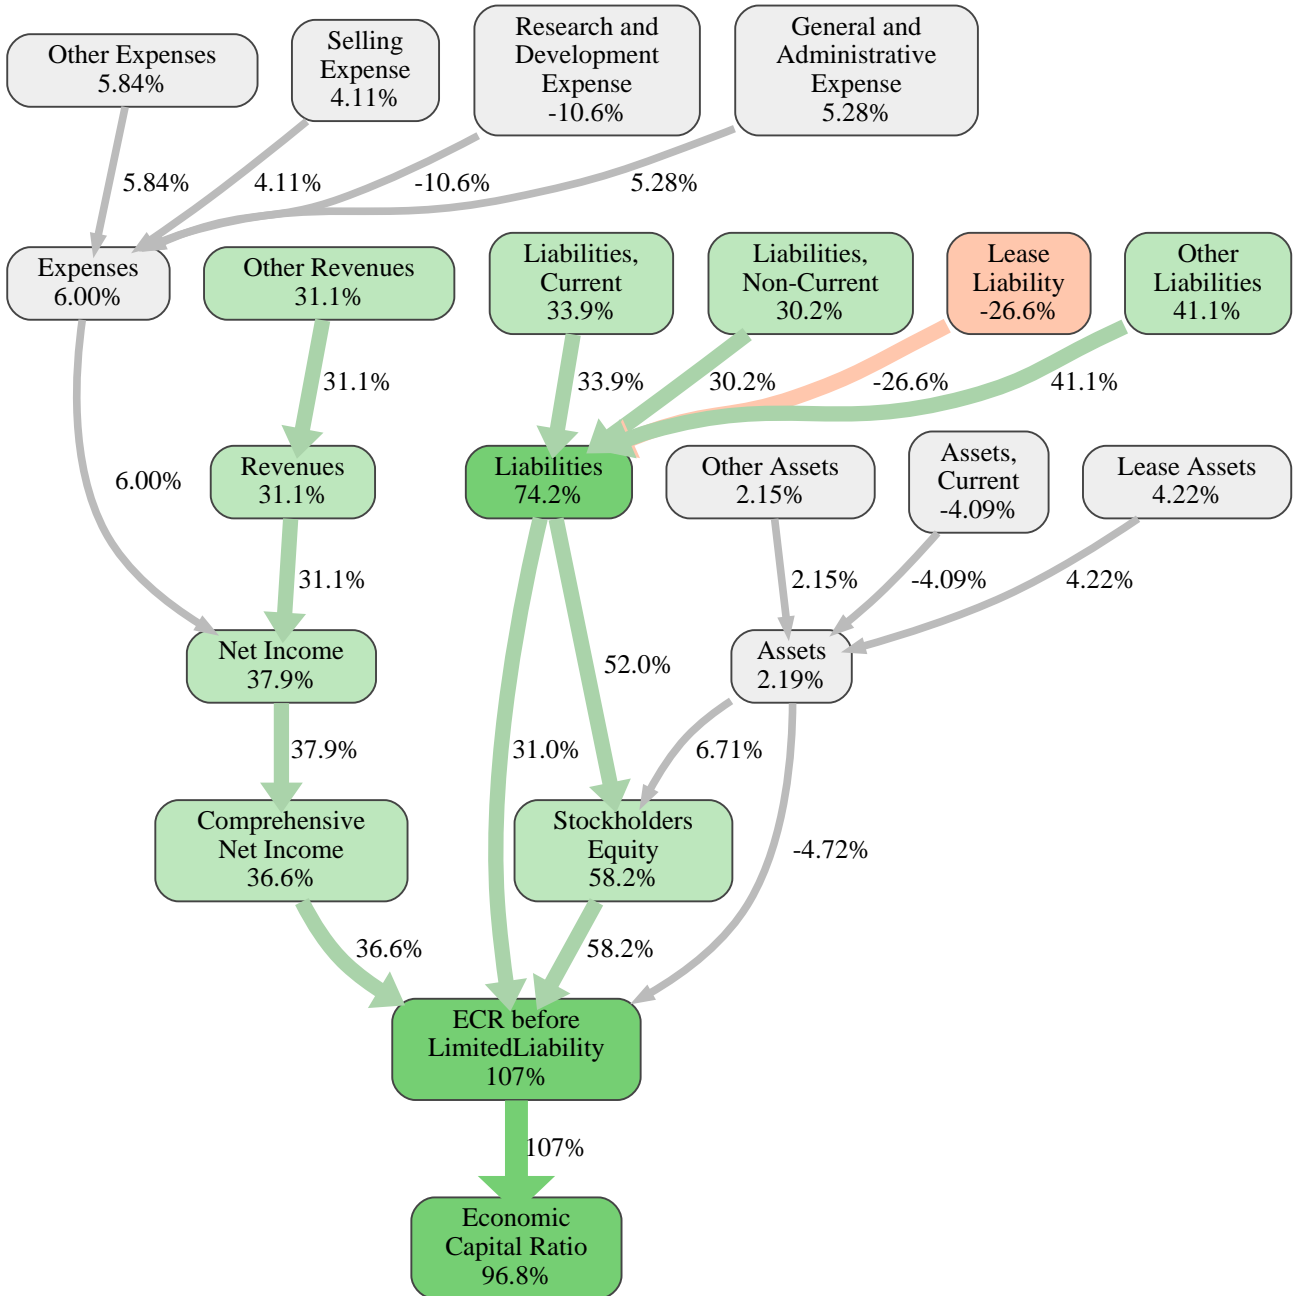 Other Expenses
5.84%
Selling
Expense
4.11%
Research and
Development
Expense
-10.6%
General and
Administrative
Expense
5.28%
5.84%
4.11%
-10.6%
5.28%
Expenses
6.00%
Other Revenues
31.1%
Liabilities,
Current
33.9%
Liabilities,
Non-Current
30.2%
Lease
Liability
-26.6%
Other
Liabilities
41.1%
31.1%
33.9%
30.2%
-26.6%
41.1%
6.00%
Revenues
31.1%
Liabilities
74.2%
Other Assets
2.15%
Assets,
Current
-4.09%
Lease Assets
4.22%
31.1%
2.15%
-4.09%
4.22%
Net Income
37.9%
52.0%
Assets
2.19%
37.9%
31.0%
6.71%
Comprehensive
Net Income
36.6%
Stockholders
Equity
58.2%
-4.72%
36.6%
58.2%
ECR before
LimitedLiability
107%
107%
Economic
Capital Ratio
96.8%